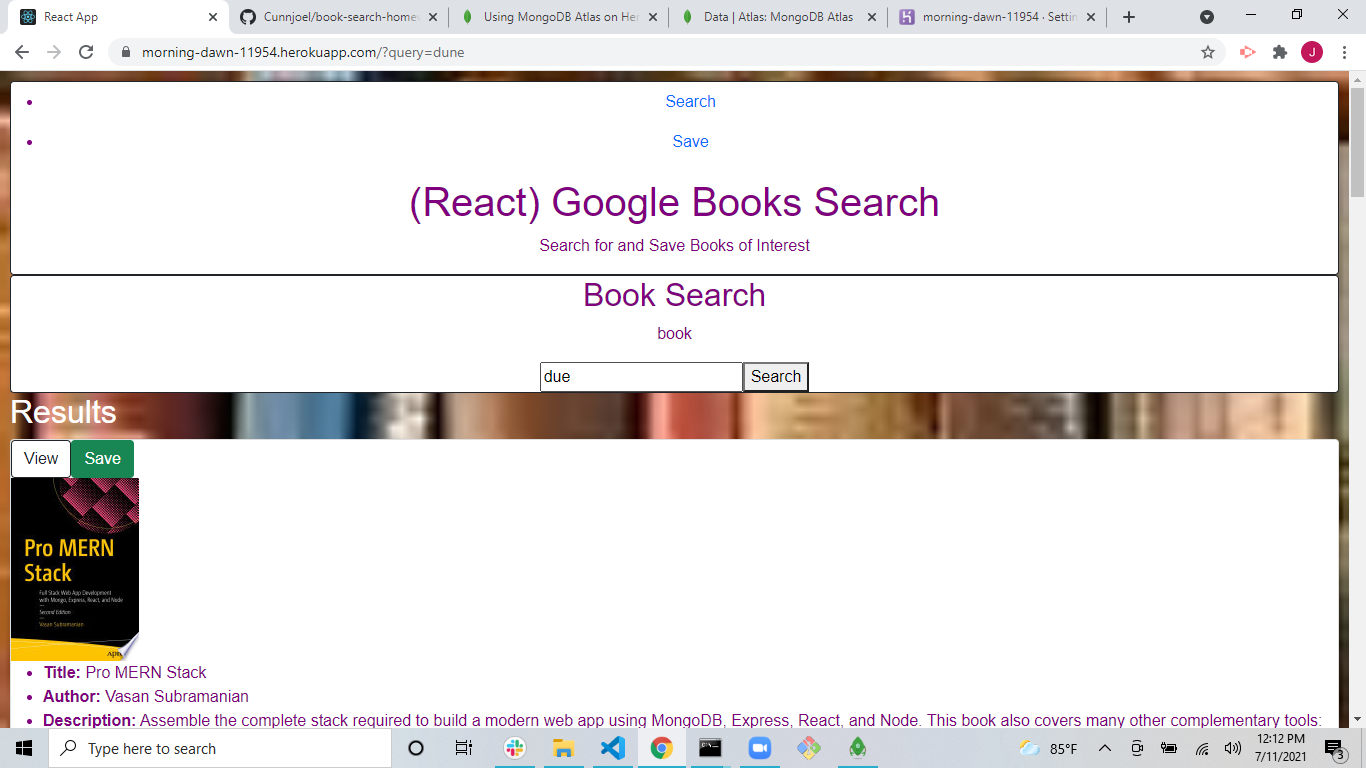 React App
Cunnjoel/book-search-homew
Using MongoDB Atlas on Her
Data | Atlas: MongoDB Atlas
morning-dawn-11954 · Settin
morning-dawn-11954.herokuapp.com/?query=dune
J
Search
Save
(React) Google Books Search
Search for and Save Books of Interest
Book Search
book
due Search
Results
View Save
Pro MERN
Stack
Full Stack Web App Development
with Mongo, Express, React, and Node
Second Edition
Vasan Subramanian
Title: Pro MERN Stack
Author: Vasan Subramanian
Description: Assemble the complete stack required to build a modern web app using MongoDB, Express, React, and Node. This book also covers many other complementary tools:
Type here to search
85°F
12:12 PM
7/11/2021
3